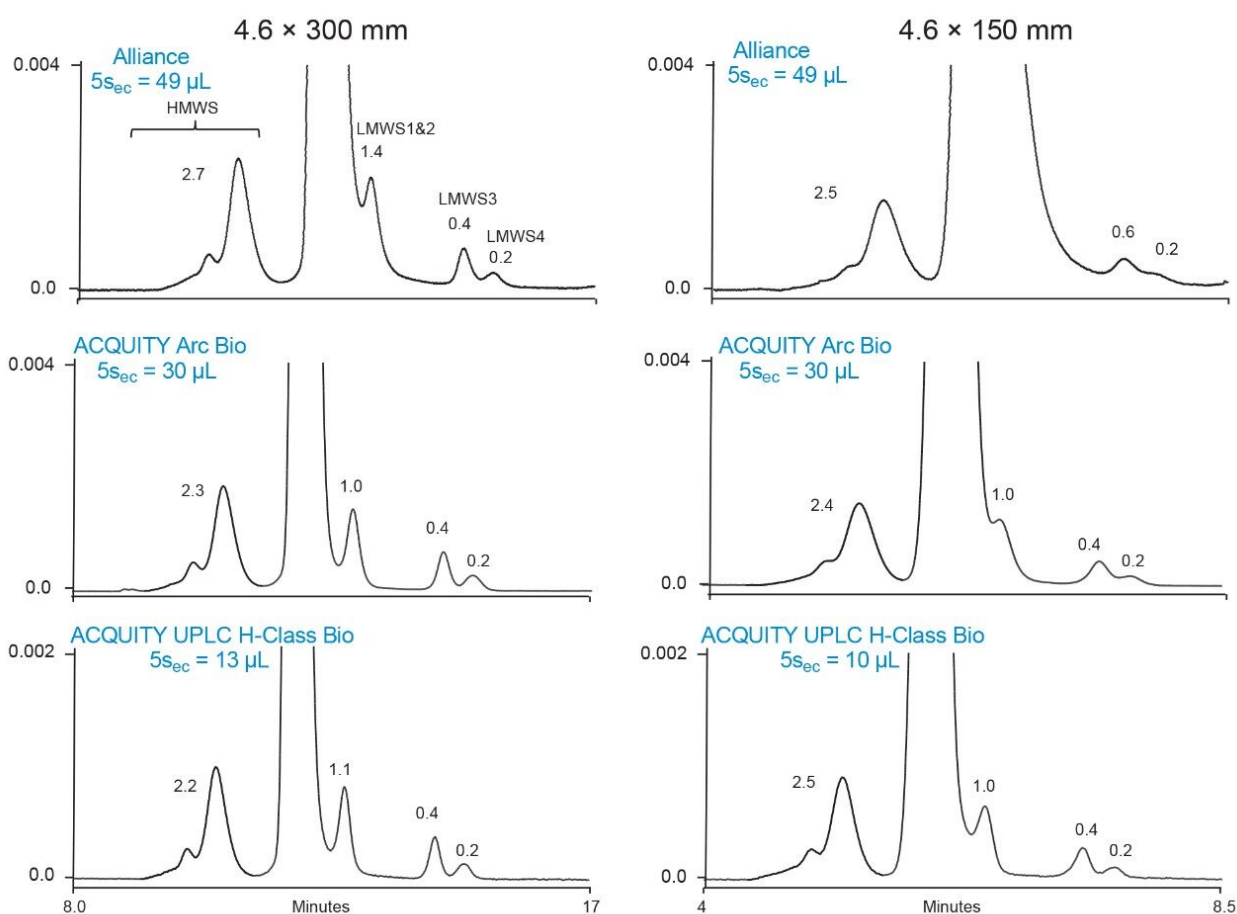 4.6 × 300 mm
Alliance
5s_ec = 49 µL
0.004
HMWS
2.7
LMWS1&2
1.4
LMWS3
0.4
LMWS4
0.2
0.0
4.6 × 150 mm
Alliance
5s_ec = 49 µL
0.004
2.5
0.6
0.2
0.0
ACQUITY Arc Bio
5s_ec = 30 µL
0.004
2.3
1.0
0.4
0.2
0.0
ACQUITY Arc Bio
5s_ec = 30 µL
0.004
2.4
1.0
0.4
0.2
0.0
ACQUITY UPLC H-Class Bio
5s_ec = 13 µL
0.002
2.2
1.1
0.4
0.2
0.0
8.0 Minutes 17
ACQUITY UPLC H-Class Bio
5s_ec = 10 µL
0.002
2.5
1.0
0.4
0.2
0.0
4 Minutes 8.5